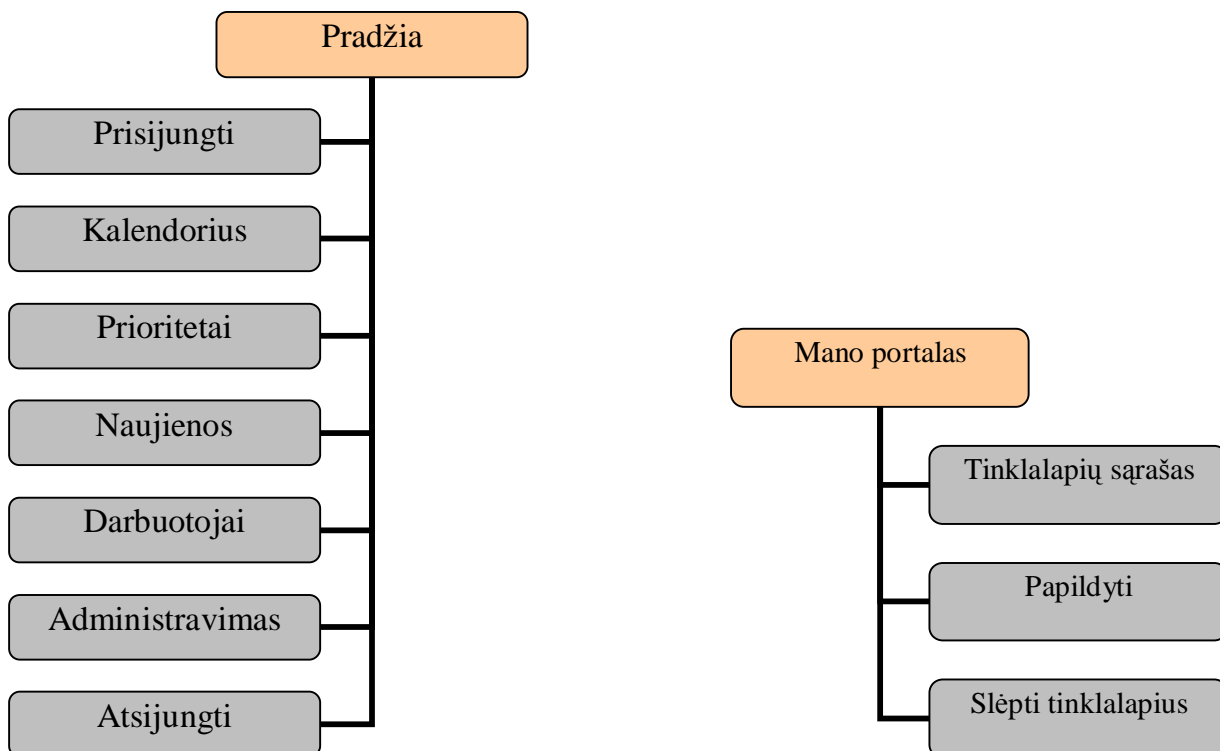 Pradžia
Prisijungti
Kalendorius
Prioritetai
Naujienos
Darbuotojai
Administravimas
Atsijungti
Mano portalas
Tinklalapių sąrašas
Papildyti
Slėpti tinklalapius